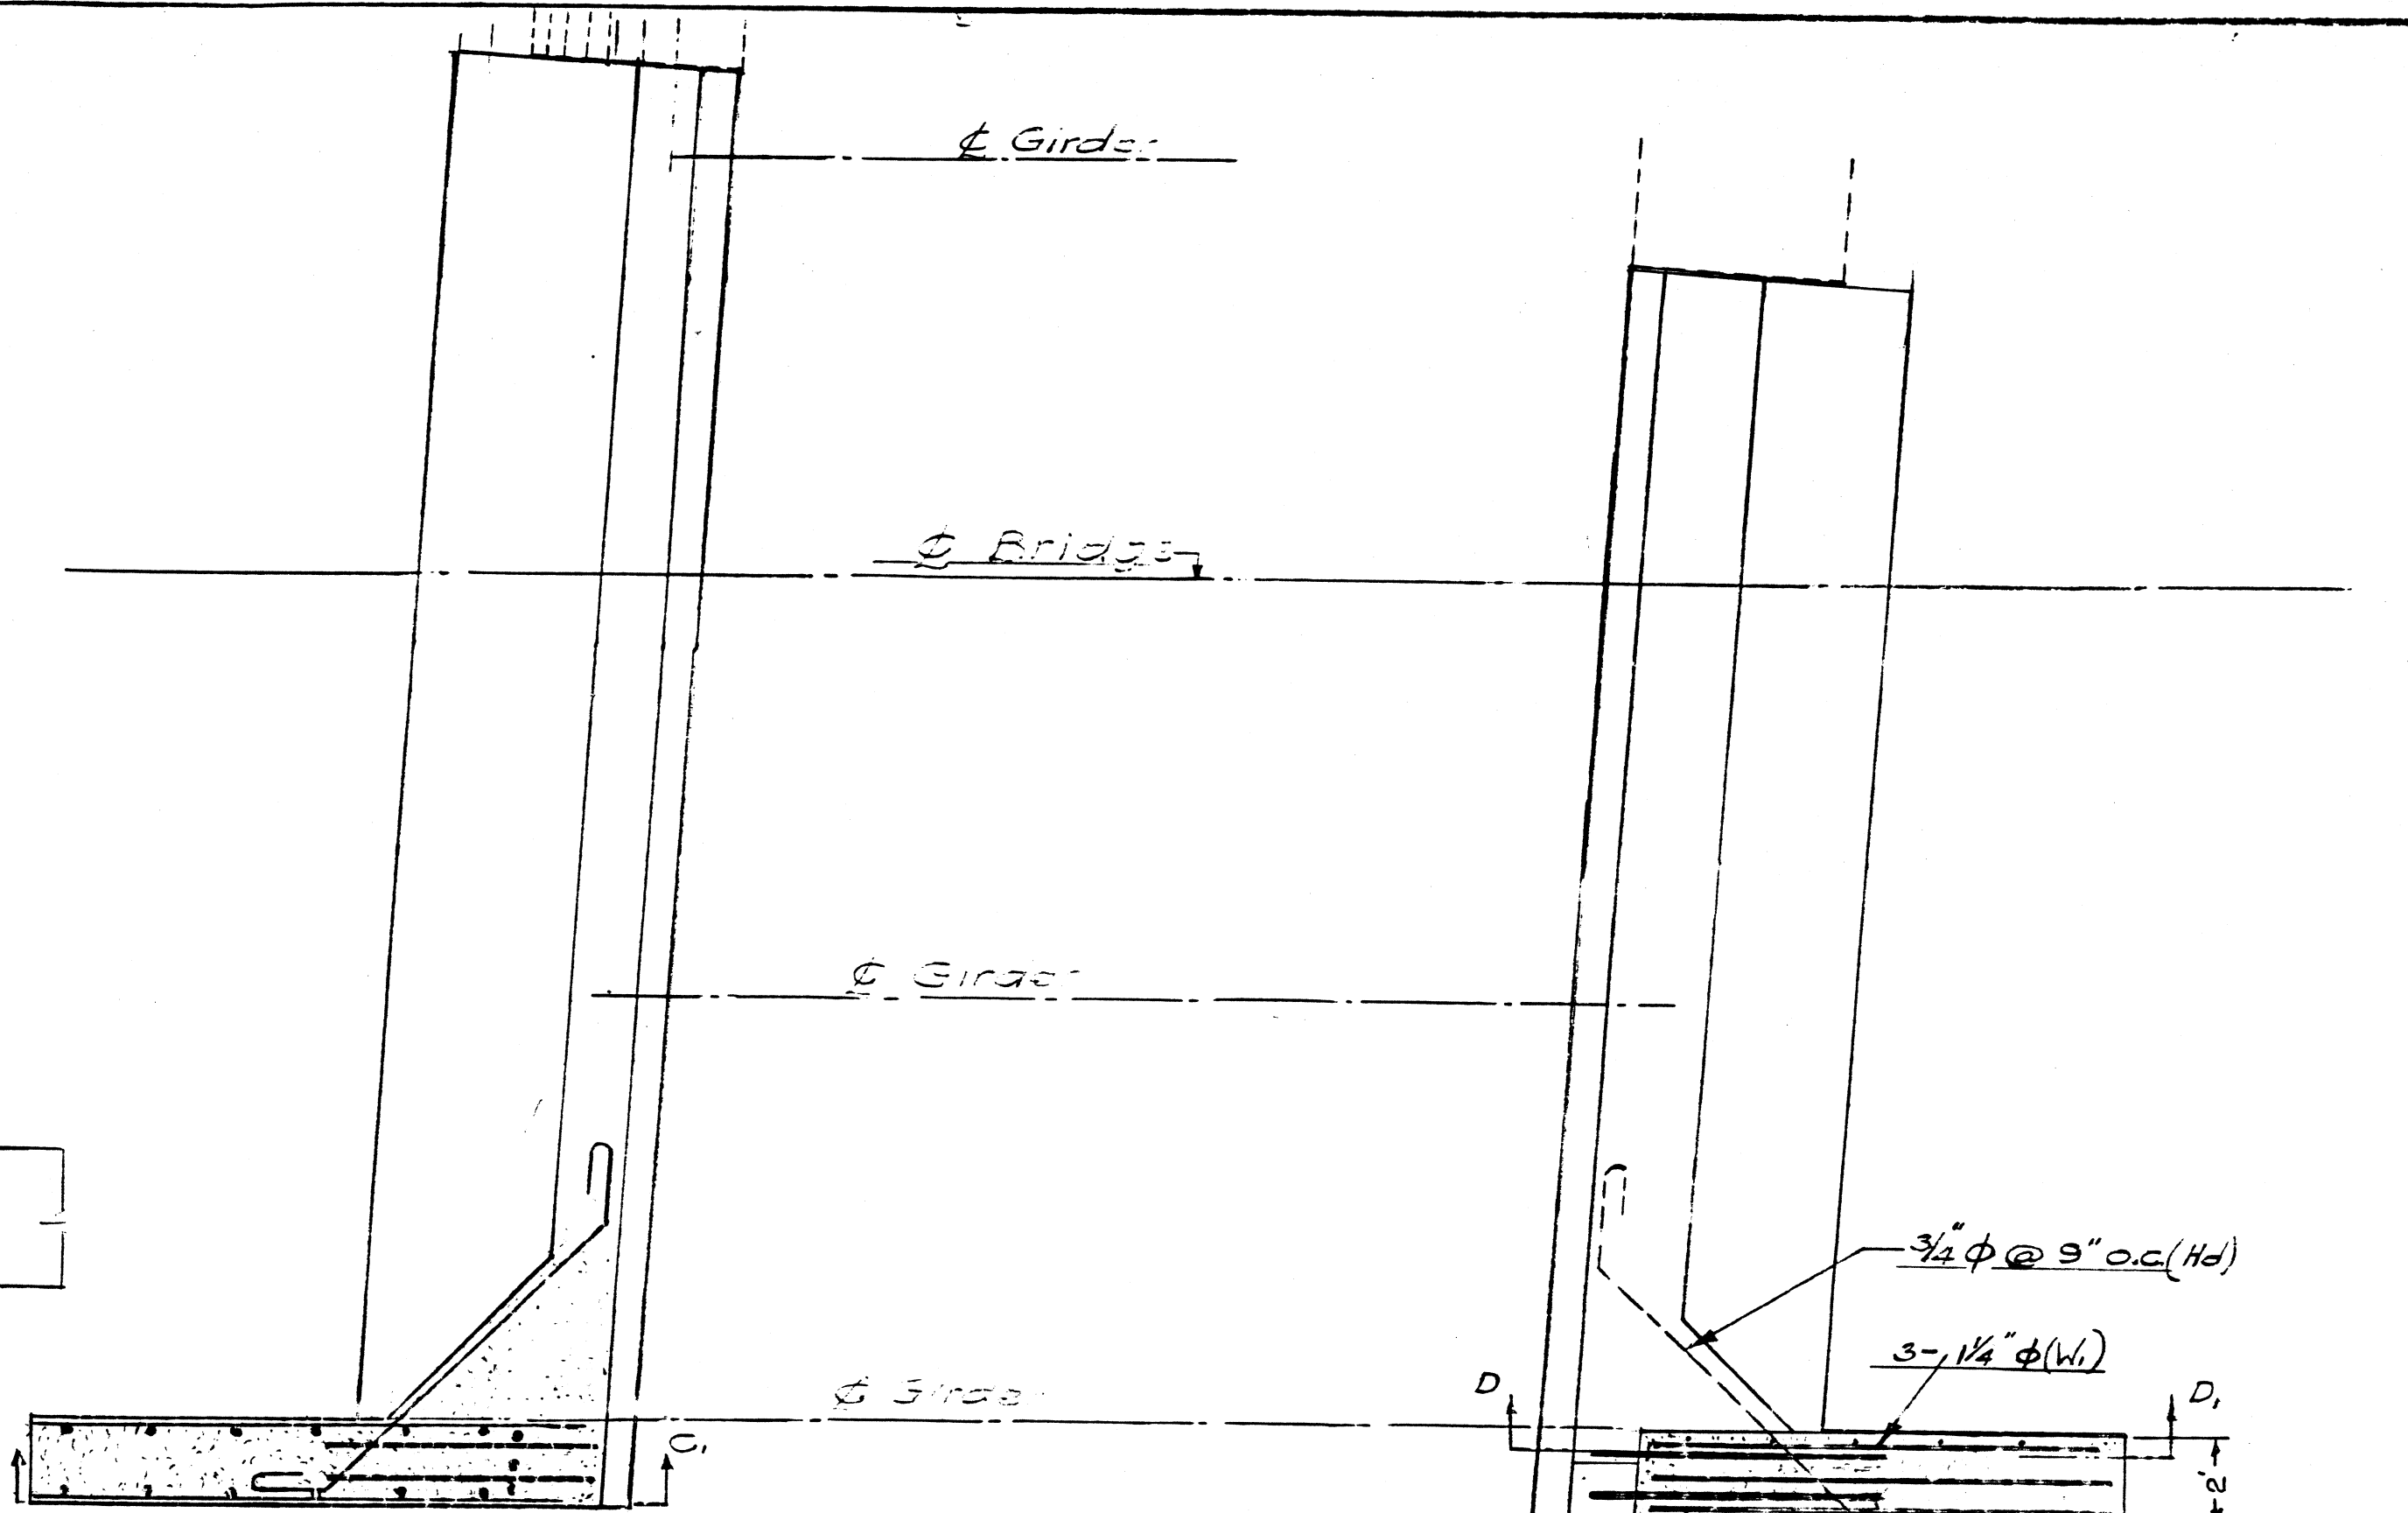 ℄ Girder
℄ Bridge
℄ Girder
3/4" ϕ @ 9" o.c.(Hd)
3-1 1/4" ϕ(W₁)
D
D₁
℄ Girder
C₁
2'